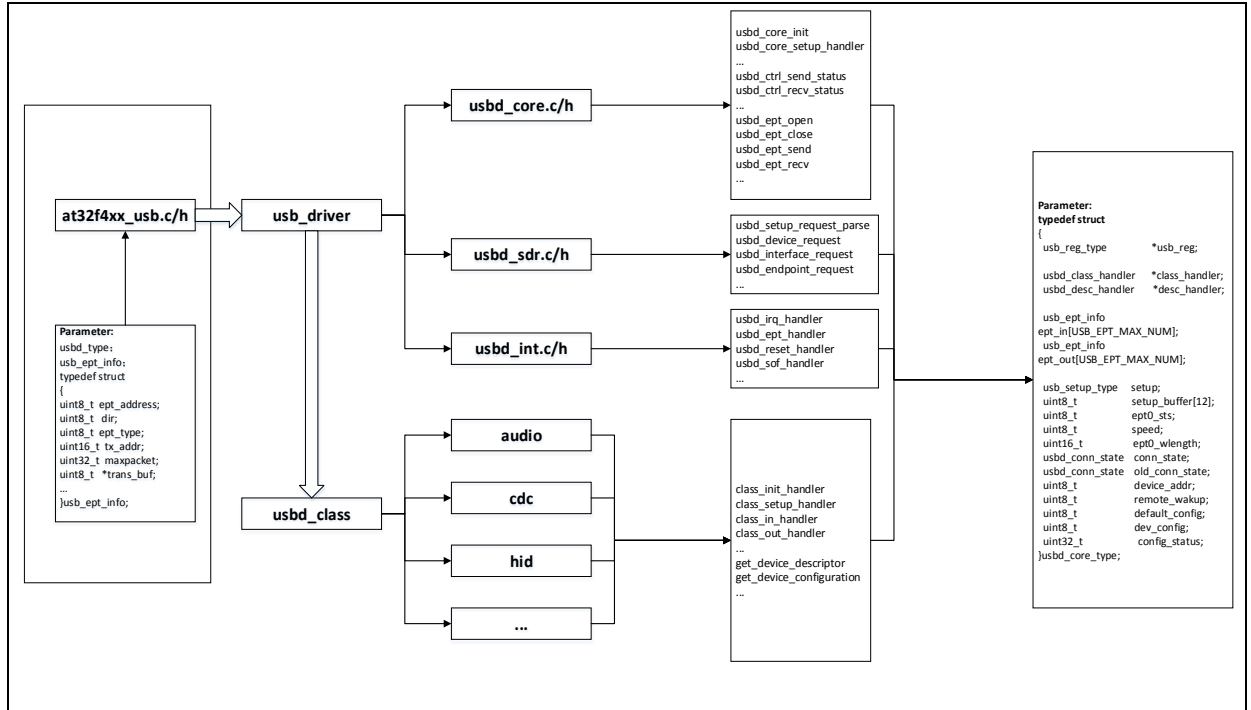 at32f4xx_usb.c/h
Parameter:
usbd_type；
usb_ept_info；
typedef struct
{
uint8_t ept_address;
uint8_t dir;
uint8_t ept_type;
uint16_t tx_addr;
uint32_t maxpacket;
uint8_t *trans_buf;
...
}usb_ept_info;
usb_driver
usbd_class
usbd_core.c/h
usbd_sdr.c/h
usbd_int.c/h
audio
cdc
hid
...
usbd_core_init
usbd_core_setup_handler
...
usbd_ctrl_send_status
usbd_ctrl_recv_status
...
usbd_ept_open
usbd_ept_close
usbd_ept_send
usbd_ept_recv
...
usbd_setup_request_parse
usbd_device_request
usbd_interface_request
usbd_endpoint_request
...
usbd_irq_handler
usbd_ept_handler
usbd_reset_handler
usbd_sof_handler
...
class_init_handler
class_setup_handler
class_in_handler
class_out_handler
...
get_device_descriptor
get_device_configuration
...
Parameter:
typedef struct
{
usb_reg_type *usb_reg;
usbd_class_handler *class_handler;
usbd_desc_handler *desc_handler;
usb_ept_info
ept_in[USB_EPT_MAX_NUM];
usb_ept_info
ept_out[USB_EPT_MAX_NUM];
usb_setup_type setup;
uint8_t setup_buffer[12];
uint8_t ept0_sts;
uint8_t speed;
uint16_t ept0_wlength;
usbd_conn_state conn_state;
usbd_conn_state old_conn_state;
uint8_t device_addr;
uint8_t remote_wakup;
uint8_t default_config;
uint8_t dev_config;
uint32_t config_status;
}usbd_core_type;